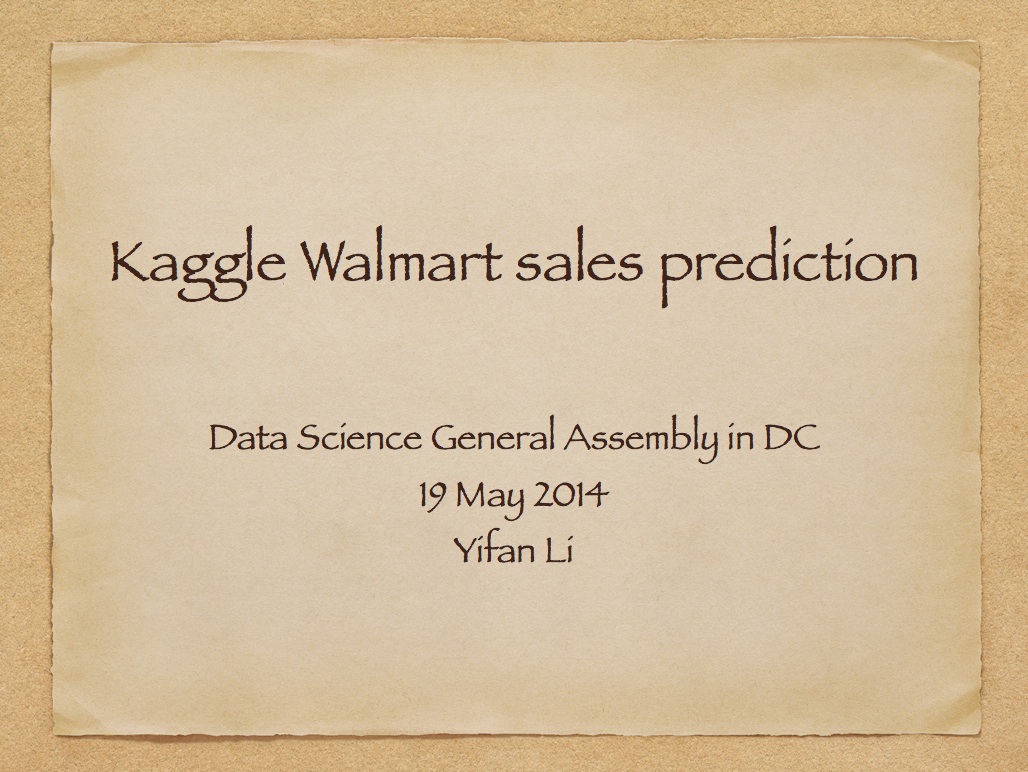 Kaggle Walmart sales prediction
Data Science General Assembly in DC
19 May 2014
Yifan Li